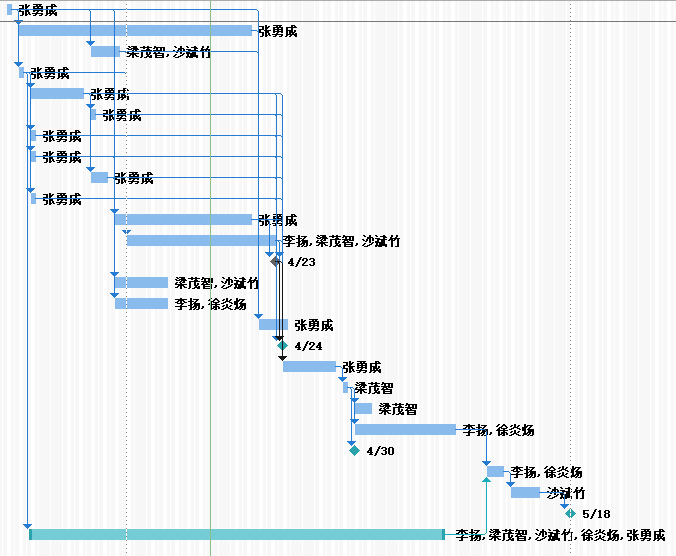 张勇成
张勇成
梁茂智, 沙斌竹
张勇成
张勇成
张勇成
张勇成
张勇成
张勇成
张勇成
张勇成
李扬, 梁茂智, 沙斌竹
4/23
梁茂智, 沙斌竹
李扬, 徐炎炀
张勇成
4/24
张勇成
梁茂智
梁茂智
李扬, 徐炎炀
4/30
李扬, 徐炎炀
沙斌竹
5/18
李扬, 梁茂智, 沙斌竹, 徐炎炀, 张勇成